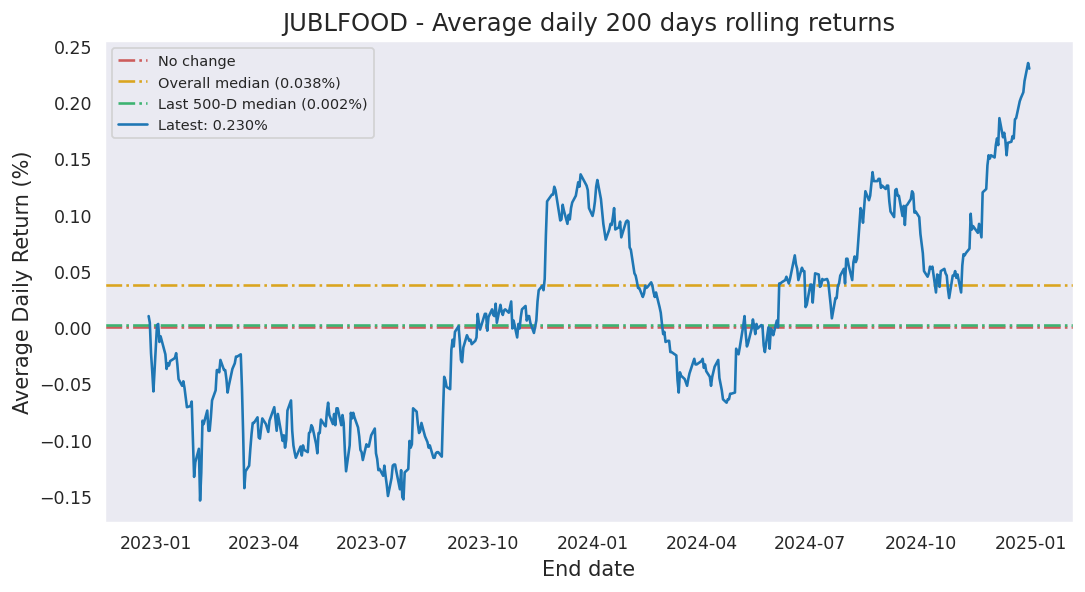 JUBLFOOD - Average daily 200 days rolling returns
No change
Overall median (0.038%)
Last 500-D median (0.002%)
Latest: 0.230%
Average Daily Return (%)
0.25
0.20
0.15
0.10
0.05
0.00
−0.05
−0.10
−0.15
2023-01 2023-04 2023-07 2023-10 2024-01 2024-04 2024-07 2024-10 2025-01
End date